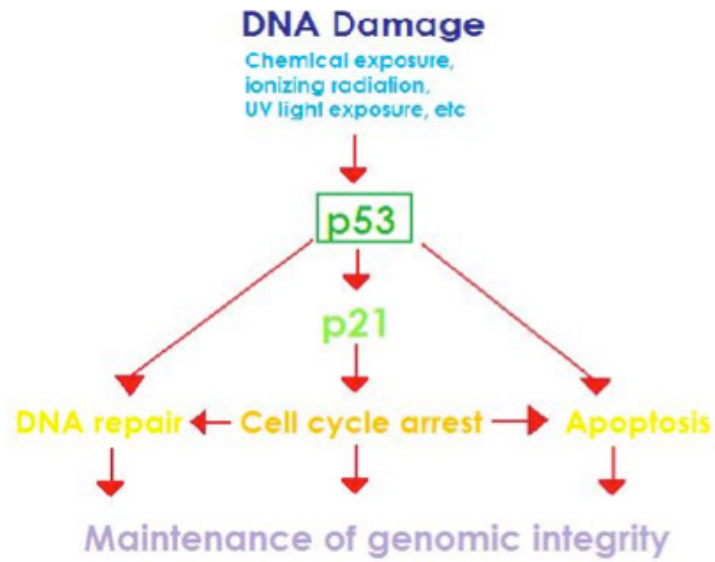 DNA Damage
Chemical exposure,
ionizing radiation,
UV light exposure, etc
p53
p21
DNA repair Cell cycle arrest Apoptosis
Maintenance of genomic integrity